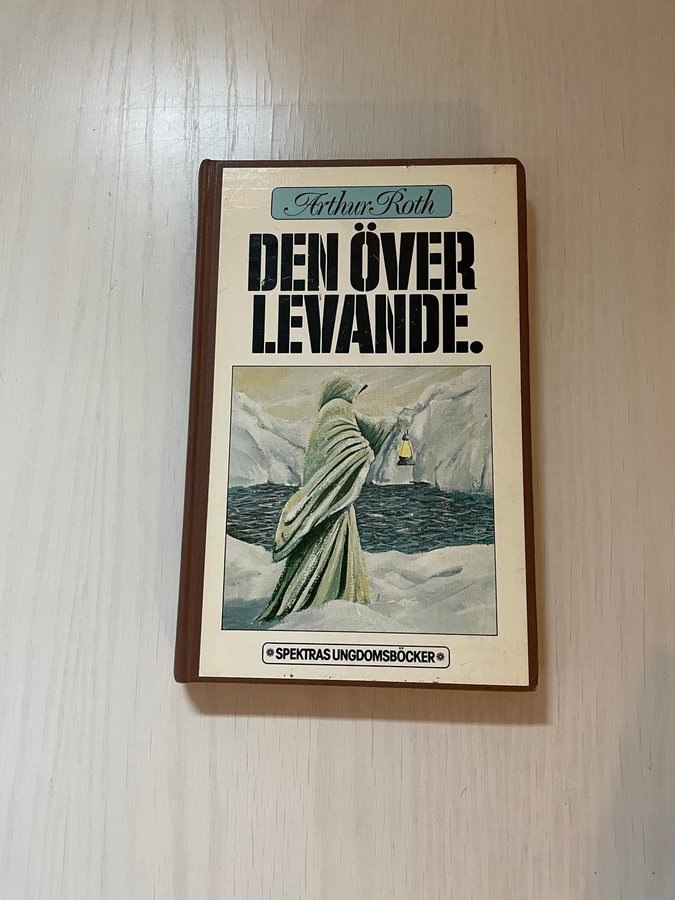 Arthur Roth
DEN ÖVER
LEVANDE.
SPEKTRAS UNGDOMSBÖCKER